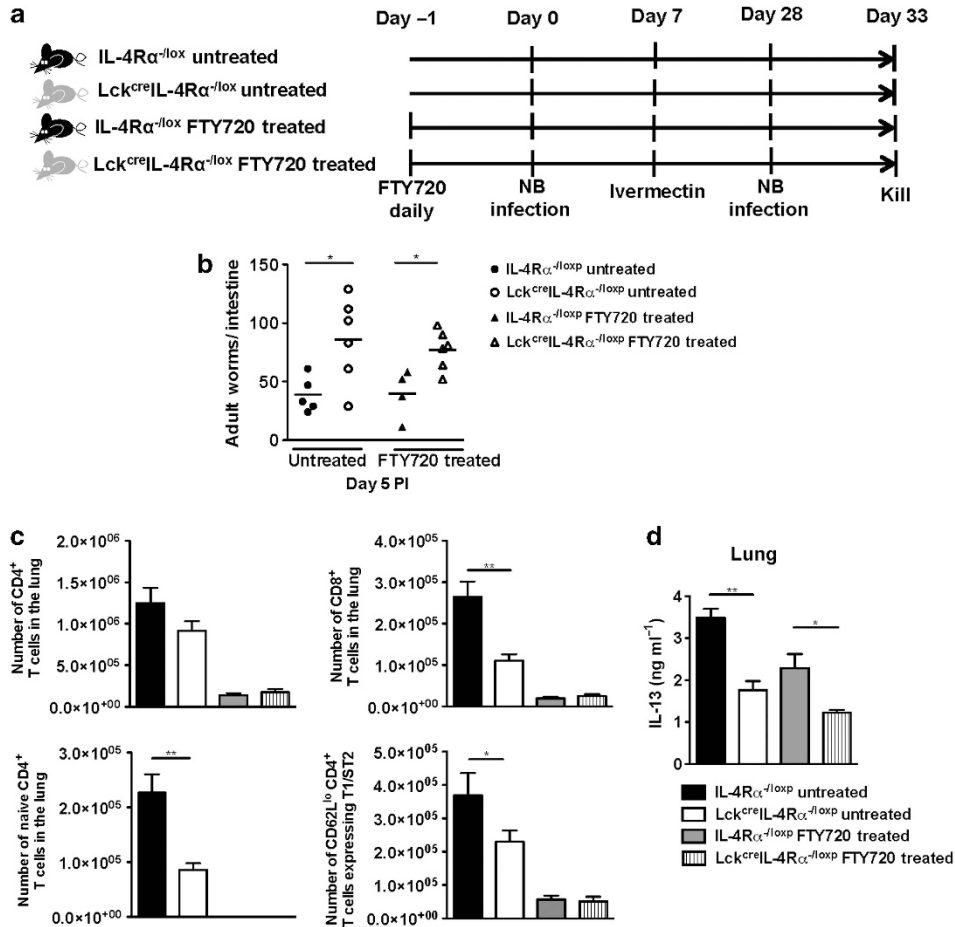 a
Day –1 Day 0 Day 7 Day 28 Day 33
IL-4Rα-/lox untreated
LckcreIL-4Rα-/lox untreated
IL-4Rα-/lox FTY720 treated
LckcreIL-4Rα-/lox FTY720 treated
FTY720 daily
NB infection
Ivermectin
NB infection
Kill
b
Adult worms/intestine
150
100
50
0
*
*
Untreated FTY720 treated
Day 5 PI
IL-4Rα-/loxp untreated
LckcreIL-4Rα-/loxp untreated
IL-4Rα-/loxp FTY720 treated
LckcreIL-4Rα-/loxp FTY720 treated
c
Number of CD4+
T cells in the lung
2.0×10^06
1.5×10^06
1.0×10^06
5.0×10^05
0.0×10^+00
Number of CD8+
T cells in the lung
4.0×10^05
3.0×10^05
2.0×10^05
1.0×10^05
0.0×10^+00
**
Number of naive CD4+
T cells in the lung
3.0×10^05
2.0×10^05
1.0×10^05
0.0×10^+00
**
Number of CD62Llo CD4+
T cells expressing T1/ST2
5.0×10^05
4.0×10^05
3.0×10^05
2.0×10^05
1.0×10^05
0.0×10^+00
*
d
Lung
IL-13 (ng ml–1)
4
3
2
1
0
**
*
IL-4Rα-/loxp untreated
LckcreIL-4Rα-/loxp untreated
IL-4Rα-/loxp FTY720 treated
LckcreIL-4Rα-/loxp FTY720 treated